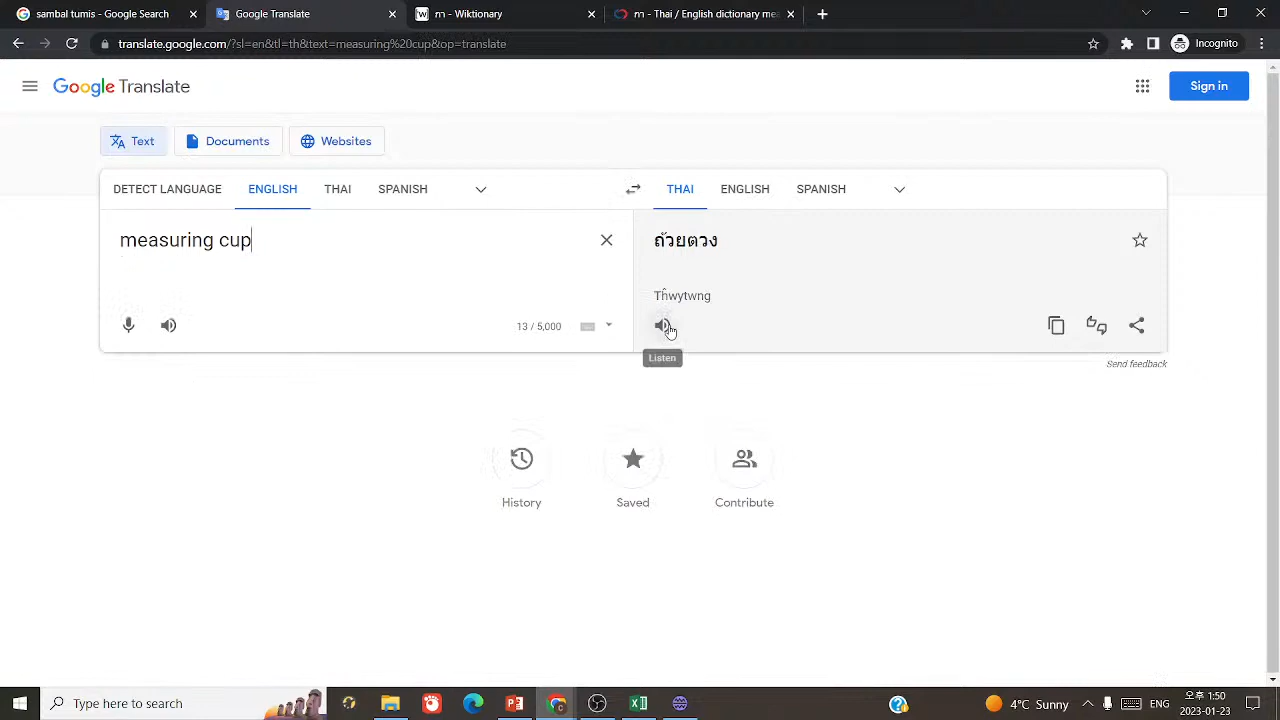 sambal tumis - Google Search
Google Translate
m - Wiktionary
m - Thai / English dictionary mea
translate.google.com/?sl=en&tl=th&text=measuring%20cup&op=translate
Incognito
Google Translate
Sign in
Text
Documents
Websites
DETECT LANGUAGE
ENGLISH
THAI
SPANISH
THAI
ENGLISH
SPANISH
measuring cup
ถ้วยตวง
T̄ĥwytwng
13 / 5,000
Listen
Send feedback
History
Saved
Contribute
Type here to search
4°C Sunny
ENG
오후 1:50
2023-01-23